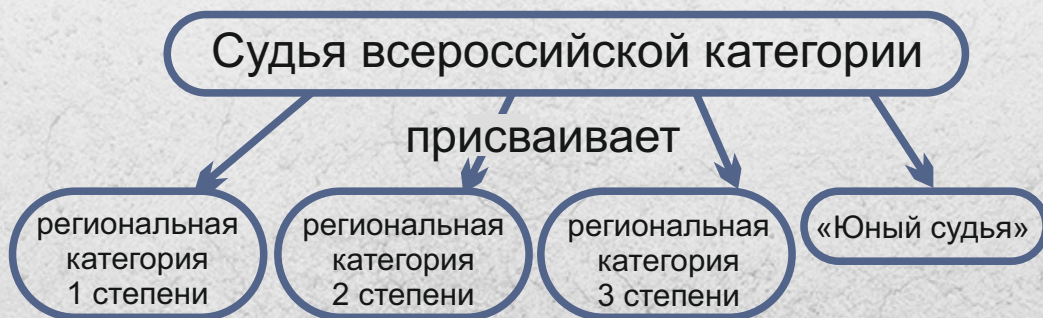 Судья всероссийской категории
присваивает
региональная
категория
1 степени
региональная
категория
2 степени
региональная
категория
3 степени
«Юный судья»